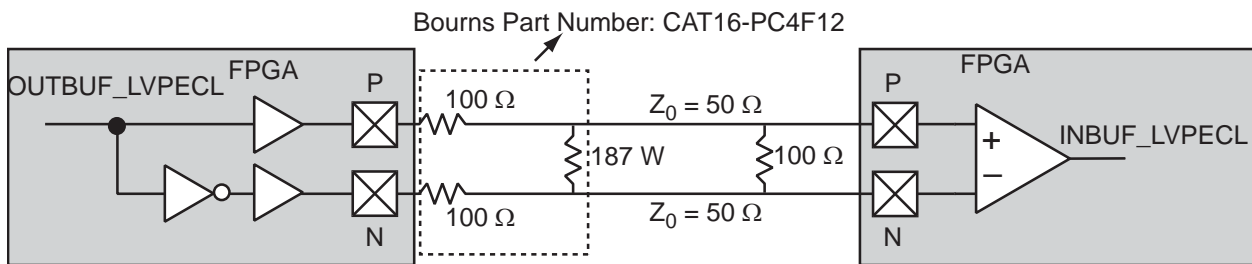 Bourns Part Number: CAT16-PC4F12
OUTBUF_LVPECL
FPGA
P
100 Ω
Z0 = 50 Ω
187 W
100 Ω
N
100 Ω
Z0 = 50 Ω
FPGA
P
+
−
INBUF_LVPECL
N